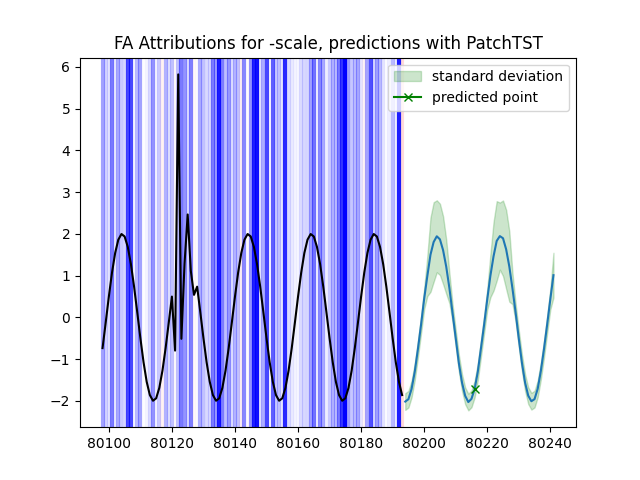 FA Attributions for -scale, predictions with PatchTST
standard deviation
predicted point
6
5
4
3
2
1
0
−1
−2
80100 80120 80140 80160 80180 80200 80220 80240